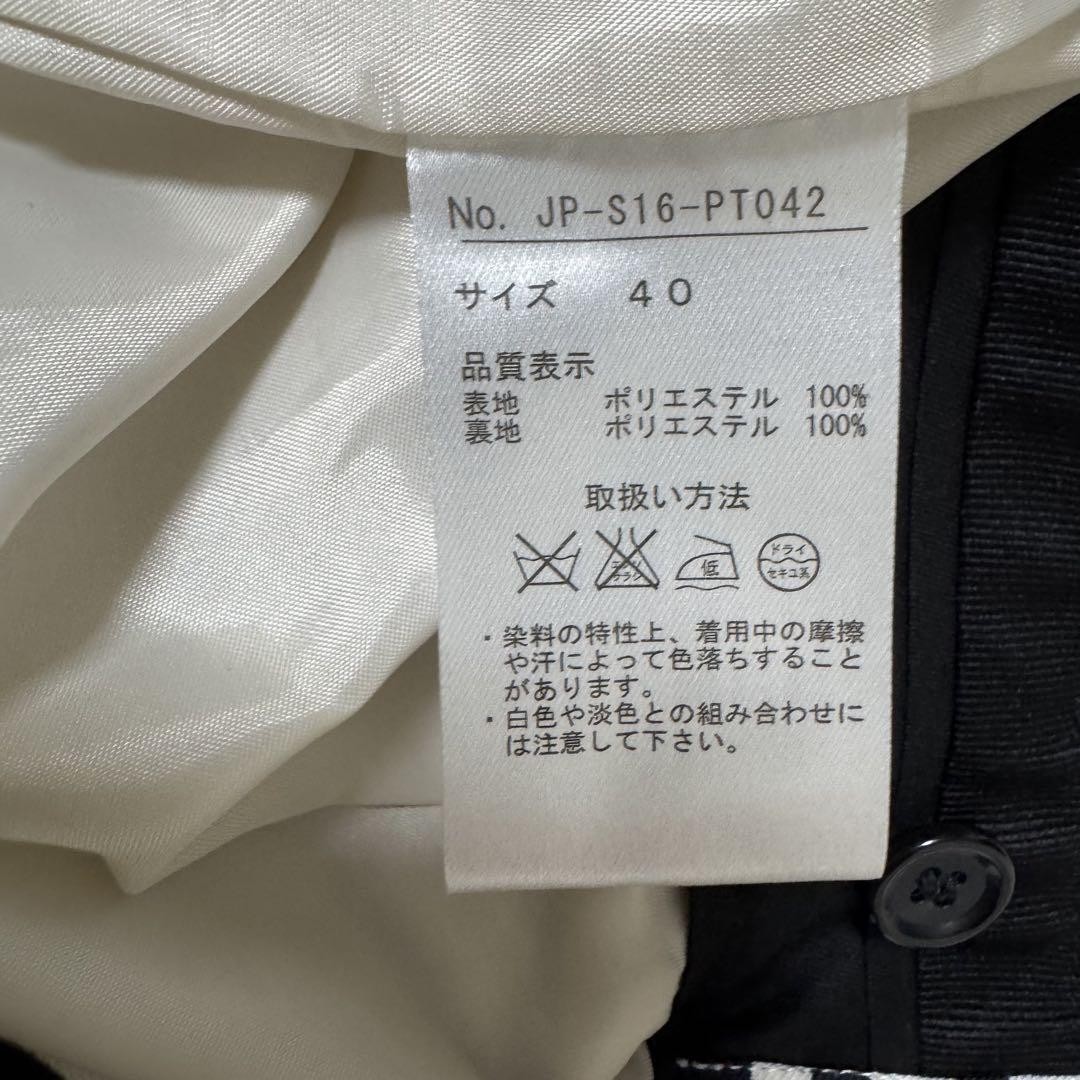 No. JP-S16-PT042
サイズ 40
品質表示
表地 ポリエステル 100%
裏地 ポリエステル 100%
取扱い方法
低
ドライ
セキユ系
・染料の特性上、着用中の摩擦
や汗によって色落ちすること
があります。
・白色や淡色との組み合わせに
は注意して下さい。